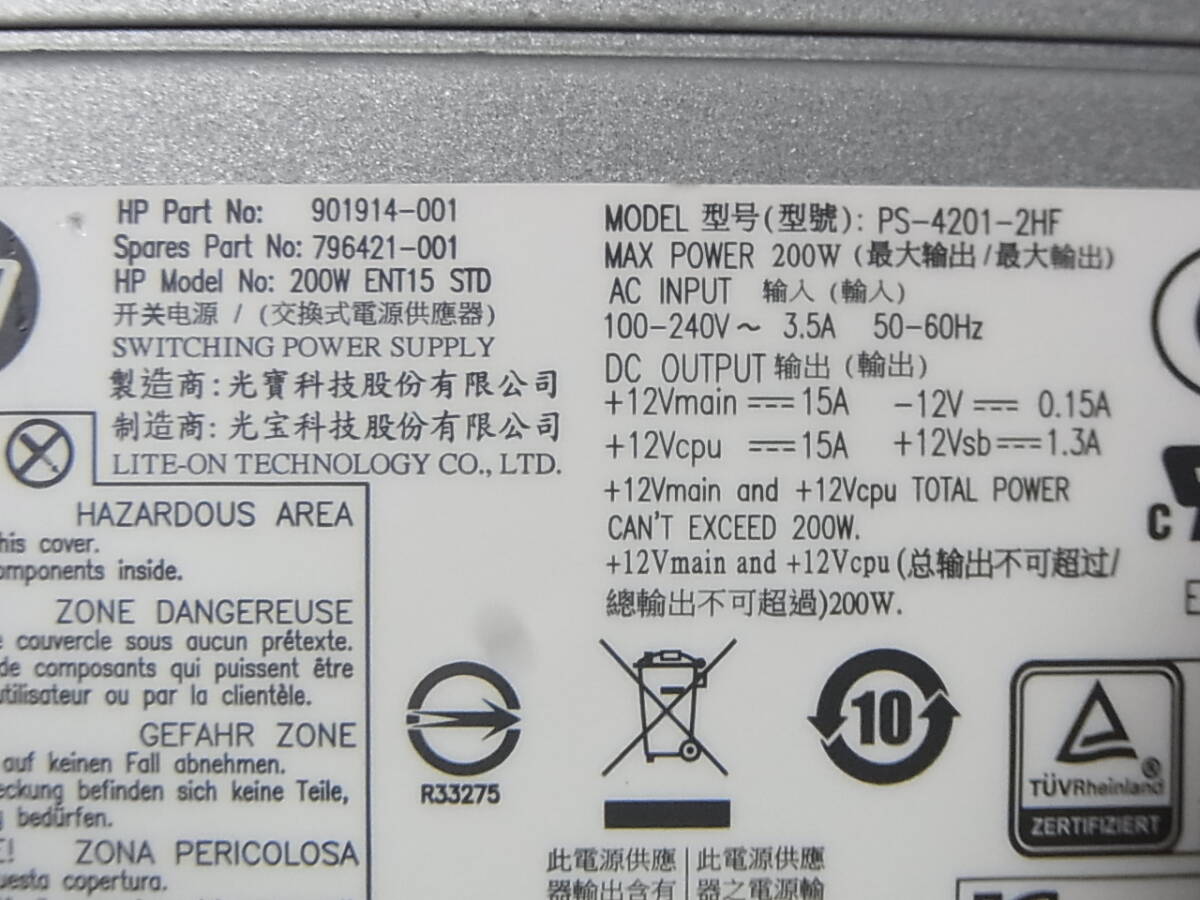 HP Part No: 901914-001
Spares Part No: 796421-001
HP Model No: 200W ENT15 STD
开关电源 / (交換式電源供應器)
SWITCHING POWER SUPPLY
製造商:光寶科技股份有限公司
制造商:光宝科技股份有限公司
LITE-ON TECHNOLOGY CO., LTD.
MODEL 型号(型號): PS-4201-2HF
MAX POWER 200W (最大输出/最大輸出)
AC INPUT 输入 (輸入)
100-240V~ 3.5A 50-60Hz
DC OUTPUT 输出 (輸出)
+12Vmain ⎓ 15A -12V ⎓ 0.15A
+12Vcpu ⎓ 15A +12Vsb ⎓ 1.3A
+12Vmain and +12Vcpu TOTAL POWER
CAN'T EXCEED 200W.
+12Vmain and +12Vcpu (总输出不可超过/
總輸出不可超過)200W.
HAZARDOUS AREA
this cover.
components inside.
ZONE DANGEREUSE
couvercle sous aucun prétexte.
de composants qui puissent être
utilisateur ou par la clientèle.
GEFAHR ZONE
auf keinen Fall abnehmen.
eckung befinden sich keine Teile,
bedürfen.
ZONA PERICOLOSA
questa copertura.
R33275
10
TÜVRheinland
ZERTIFIZIERT
C
此電源供應
器輸出含有
此電源供應
器之電源輸